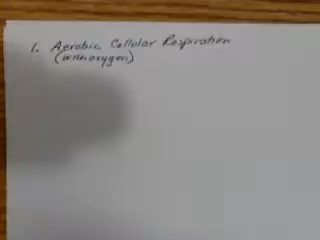 1. Aerobic Cellular Respiration
(with oxygen)